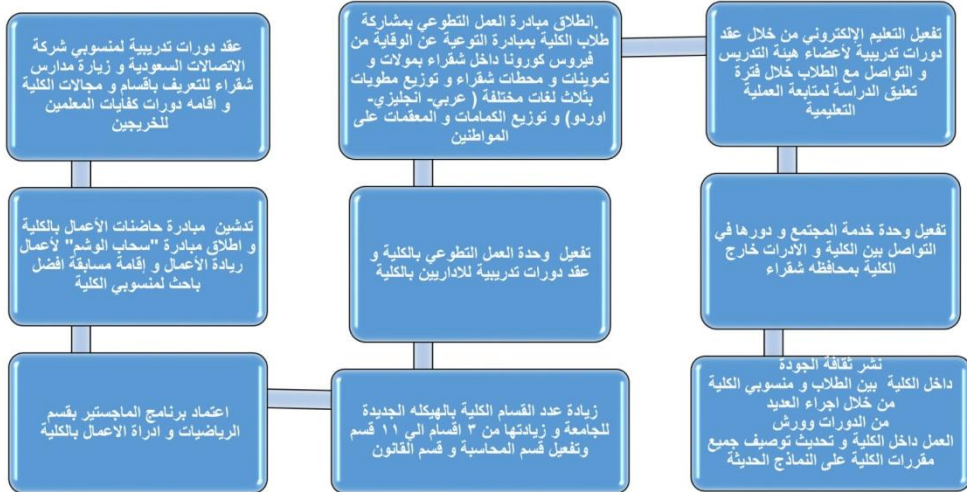 تفعيل التعليم الإلكتروني من خلال عقد
دورات تدريبية لأعضاء هيئة التدريس
و التواصل مع الطلاب خلال فترة
تعليق الدراسة لمتابعة العملية
التعليمية
تفعيل وحدة خدمة المجتمع و دورها في
التواصل بين الكلية و الادرات خارج
الكلية بمحافظه شقراء
نشر ثقافة الجودة
داخل الكلية بين الطلاب و منسوبي الكلية
من خلال اجراء العديد
من الدورات وورش
العمل داخل الكلية و تحديث توصيف جميع
مقررات الكلية على النماذج الحديثة
.انطلاق مبادرة العمل التطوعي بمشاركة
طلاب الكلية بمبادرة التوعية عن الوقاية من
فيروس كورونا داخل شقراء بمولات و
تموينات و محطات شقراء و توزيع مطويات
بثلاث لغات مختلفة ( عربي- انجليزي-
اوردو) و توزيع الكمامات و المعقمات على
المواطنين
تفعيل وحدة العمل التطوعي بالكلية و
عقد دورات تدريبية للاداريين بالكلية
زيادة عدد القسام الكلية بالهيكله الجديدة
للجامعة و زيادتها من ٣ اقسام الى ١١ قسم
وتفعيل قسم المحاسبة و قسم القانون
عقد دورات تدريبية لمنسوبي شركة
الاتصالات السعودية و زيارة مدارس
شقراء للتعريف باقسام و مجالات الكلية
و اقامه دورات كفايات المعلمين
للخريجين
تدشين مبادرة حاضنات الأعمال بالكلية
و اطلاق مبادرة "سحاب الوشم" لأعمال
ريادة الأعمال و إقامة مسابقة افضل
باحث لمنسوبي الكلية
اعتماد برنامج الماجستير بقسم
الرياضيات و ادراة الاعمال بالكلية